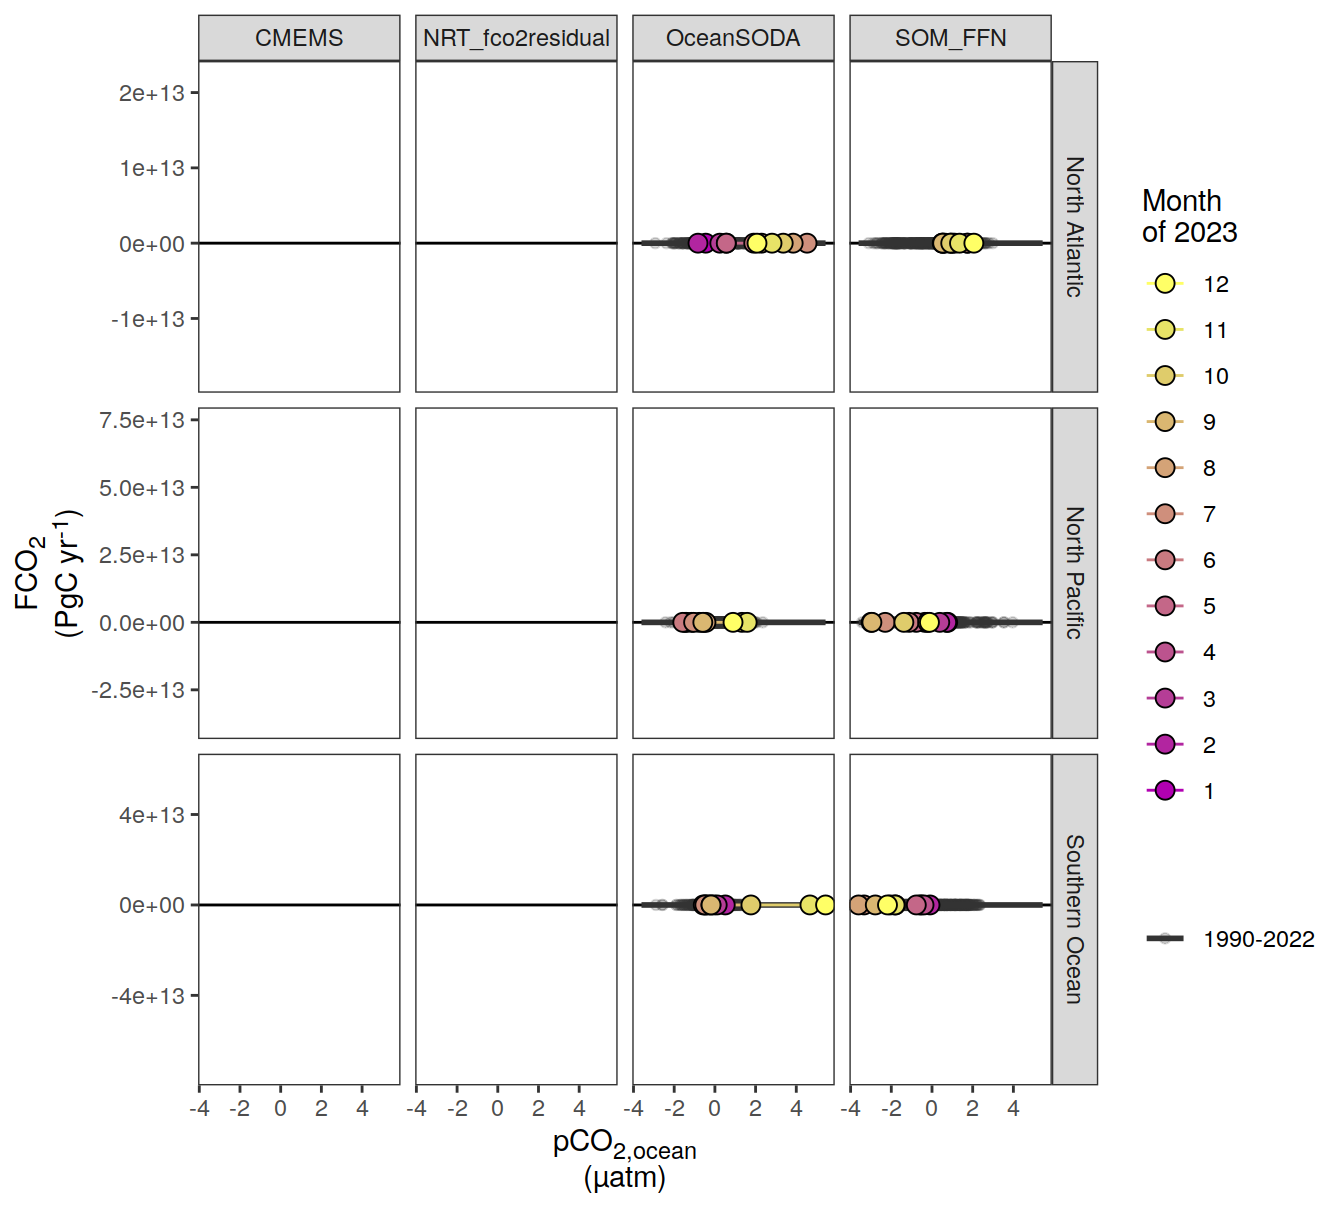 CMEMS NRT_fco2residual OceanSODA SOM_FFN
2e+13
1e+13
0e+00
-1e+13
North Atlantic
7.5e+13
5.0e+13
2.5e+13
0.0e+00
-2.5e+13
North Pacific
4e+13
0e+00
-4e+13
Southern Ocean
-4 -2 0 2 4 -4 -2 0 2 4 -4 -2 0 2 4 -4 -2 0 2 4
pCO2,ocean
(µatm)
FCO2
(PgC yr-1)
Month
of 2023
12
11
10
9
8
7
6
5
4
3
2
1
1990-2022